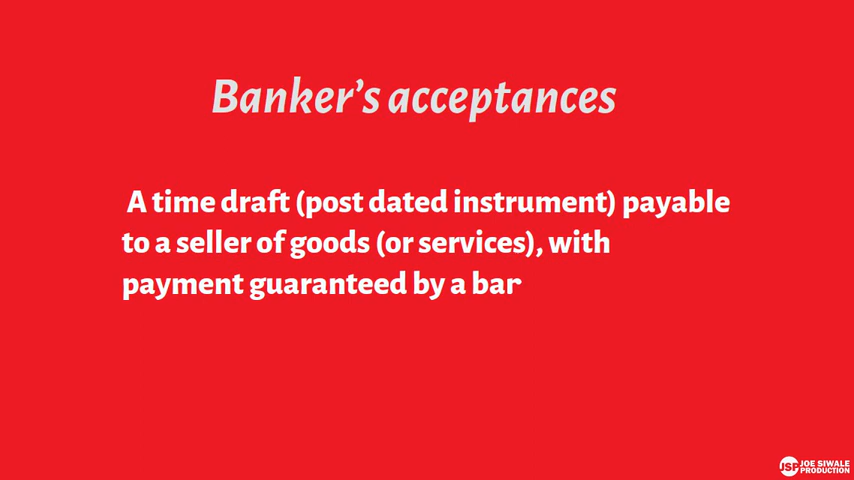 Banker's acceptances
A time draft (post dated instrument) payable
to a seller of goods (or services), with
payment guaranteed by a bar
JSP JOE SIWALE
PRODUCTION